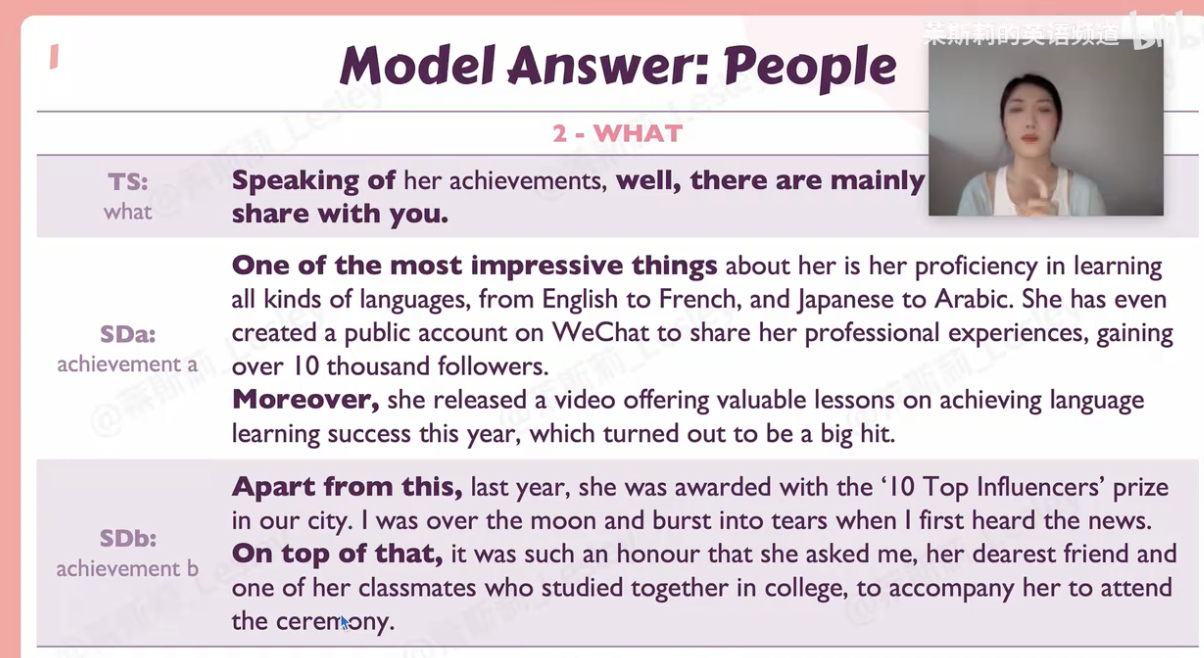 莱斯莉的英语频道 bilibili
1
Model Answer: People
2 - WHAT
TS:
what
Speaking of her achievements, well, there are mainly
share with you.
SDa:
achievement a
One of the most impressive things about her is her proficiency in learning
all kinds of languages, from English to French, and Japanese to Arabic. She has even
created a public account on WeChat to share her professional experiences, gaining
over 10 thousand followers.
Moreover, she released a video offering valuable lessons on achieving language
learning success this year, which turned out to be a big hit.
SDb:
achievement b
Apart from this, last year, she was awarded with the ‘10 Top Influencers’ prize
in our city. I was over the moon and burst into tears when I first heard the news.
On top of that, it was such an honour that she asked me, her dearest friend and
one of her classmates who studied together in college, to accompany her to attend
the ceremony.
@莱斯莉_Lesley